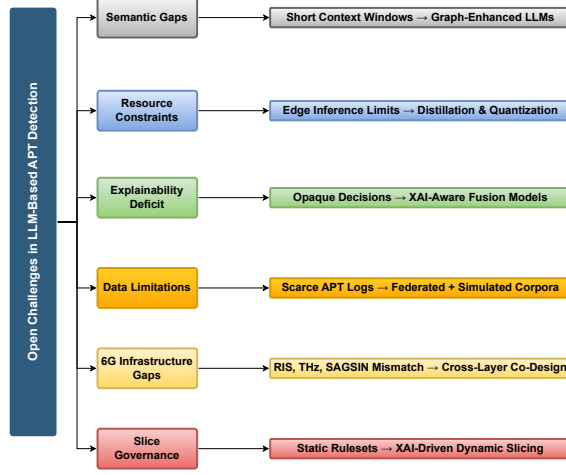 Open Challenges in LLM-Based APT Detection
Semantic Gaps
Short Context Windows → Graph-Enhanced LLMs
Resource
Constraints
Edge Inference Limits → Distillation & Quantization
Explainability
Deficit
Opaque Decisions → XAI-Aware Fusion Models
Data Limitations
Scarce APT Logs → Federated + Simulated Corpora
6G Infrastructure
Gaps
RIS, THz, SAGSIN Mismatch → Cross-Layer Co-Design
Slice
Governance
Static Rulesets → XAI-Driven Dynamic Slicing